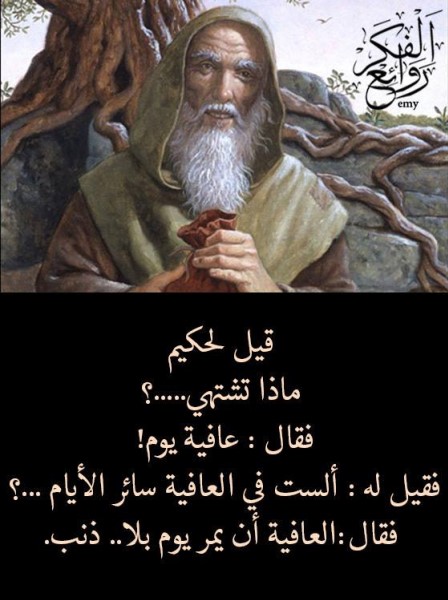 روائع الفكر
emy
قيل لحكيم
ماذا تشتهي.....؟
فقال : عافية يوم!
فقيل له : ألست في العافية سائر الأيام ...؟
فقال:العافية أن يمر يوم بلا.. ذنب.